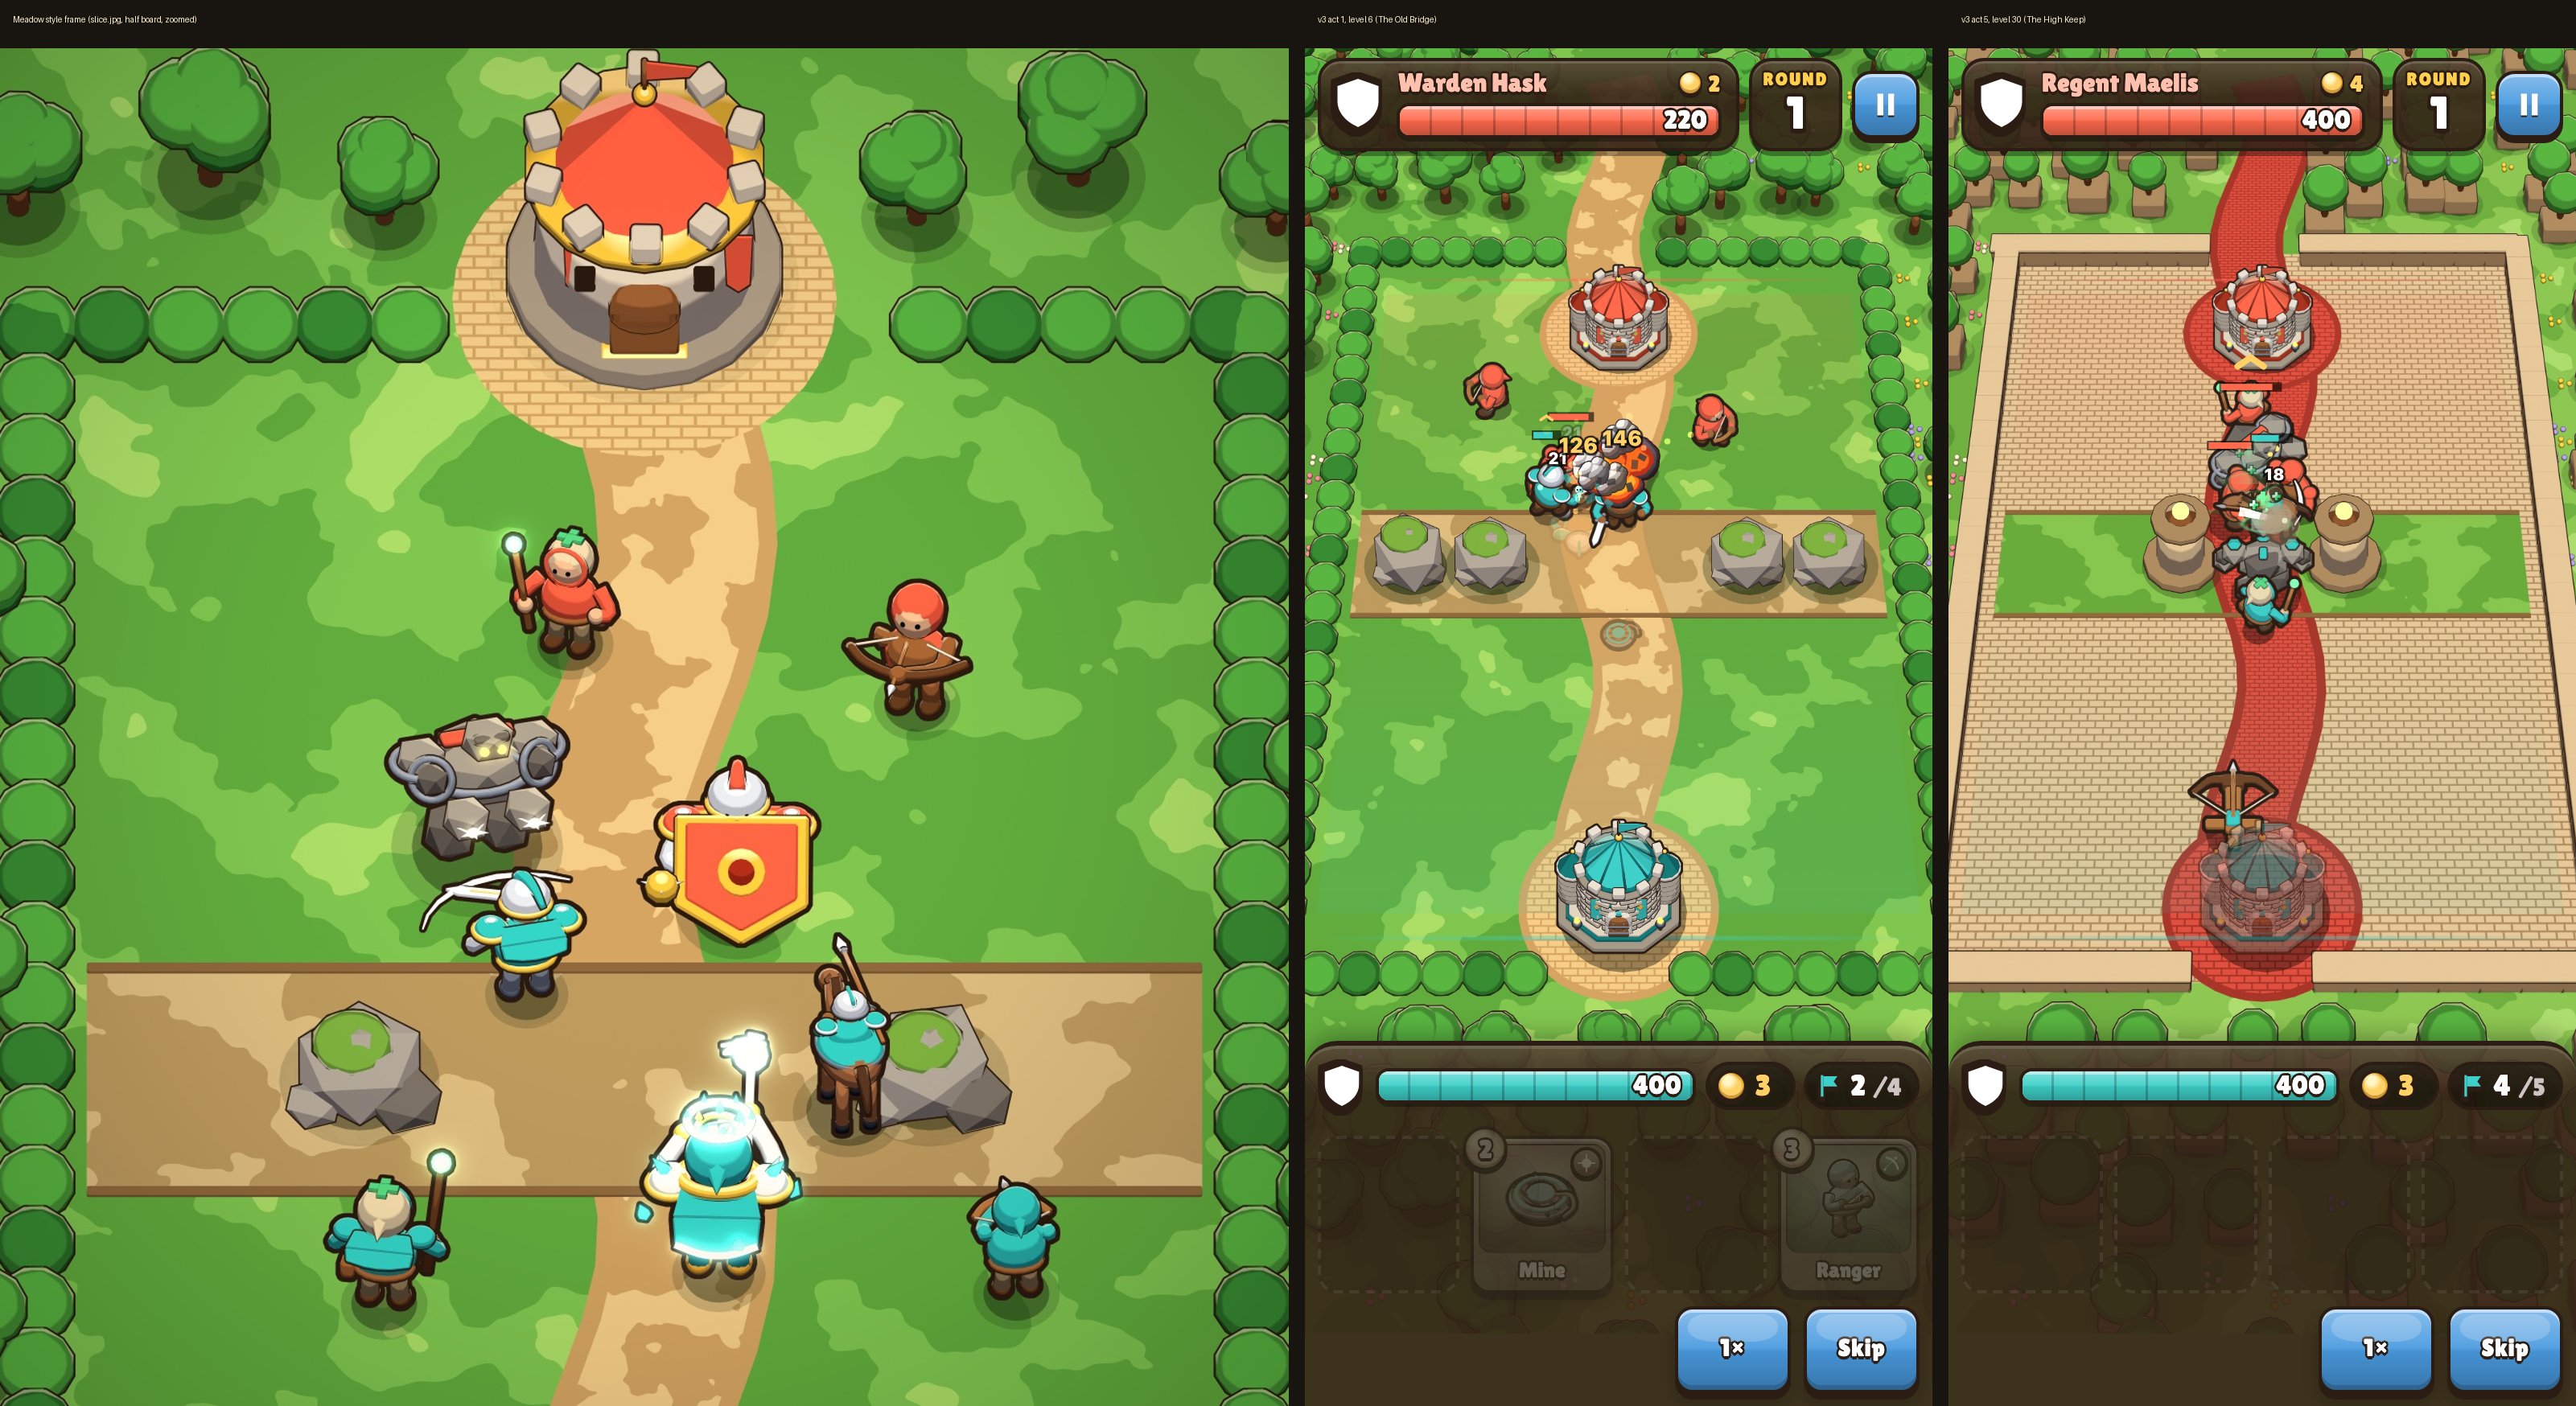 Meadow style frame (slice.jpg, half board, zoomed)
v3 act 1, level 6 (The Old Bridge)
Warden Hask
2
220
ROUND
1
21
126
146
21
400
3
2 /4
2
Mine
3
Ranger
1×
Skip
v3 act 5, level 30 (The High Keep)
Regent Maelis
4
400
ROUND
1
18
400
3
4 /5
1×
Skip